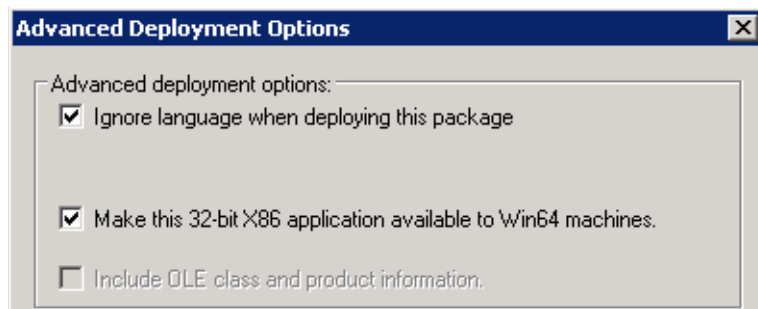 Advanced Deployment Options
Advanced deployment options:
Ignore language when deploying this package
Make this 32-bit X86 application available to Win64 machines.
Include OLE class and product information.